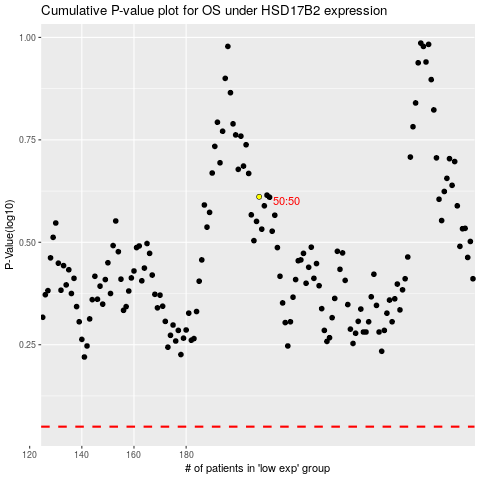 Cumulative P-value plot for OS under HSD17B2 expression
P-Value(log10)
1.00
0.75
0.50
0.25
50:50
120 140 160 180
# of patients in 'low exp' group